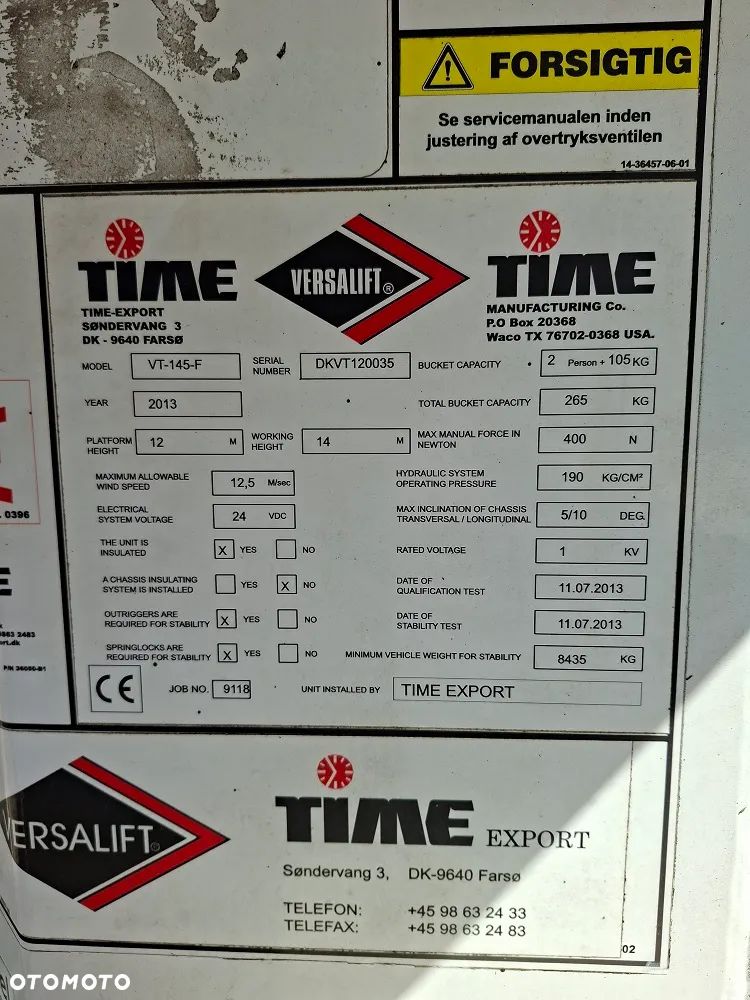 FORSIGTIG
Se servicemanualen inden
justering af overtryksventilen
14-36457-06-01
TIME
TIME-EXPORT
SØNDERVANG 3
DK - 9640 FARSØ
VERSALIFT®
TIME
MANUFACTURING Co.
P.O Box 20368
Waco TX 76702-0368 USA.
MODEL VT-145-F
SERIAL NUMBER DKVT120035
BUCKET CAPACITY 2 Person + 105 KG
YEAR 2013
TOTAL BUCKET CAPACITY 265 KG
PLATFORM HEIGHT 12 M
WORKING HEIGHT 14 M
MAX MANUAL FORCE IN NEWTON 400 N
MAXIMUM ALLOWABLE WIND SPEED 12,5 M/sec
HYDRAULIC SYSTEM OPERATING PRESSURE 190 KG/CM²
ELECTRICAL SYSTEM VOLTAGE 24 VDC
MAX INCLINATION OF CHASSIS TRANSVERSAL / LONGITUDINAL 5/10 DEG.
THE UNIT IS INSULATED X YES NO
RATED VOLTAGE 1 KV
A CHASSIS INSULATING SYSTEM IS INSTALLED YES X NO
DATE OF QUALIFICATION TEST 11.07.2013
OUTRIGGERS ARE REQUIRED FOR STABILITY X YES NO
DATE OF STABILITY TEST 11.07.2013
SPRINGLOCKS ARE REQUIRED FOR STABILITY X YES NO
MINIMUM VEHICLE WEIGHT FOR STABILITY 8435 KG
CE
JOB NO. 9118
UNIT INSTALLED BY TIME EXPORT
0396
VERSALIFT®
TIME EXPORT
Søndervang 3, DK-9640 Farsø
TELEFON: +45 98 63 24 33
TELEFAX: +45 98 63 24 83
02
OTOMOTO